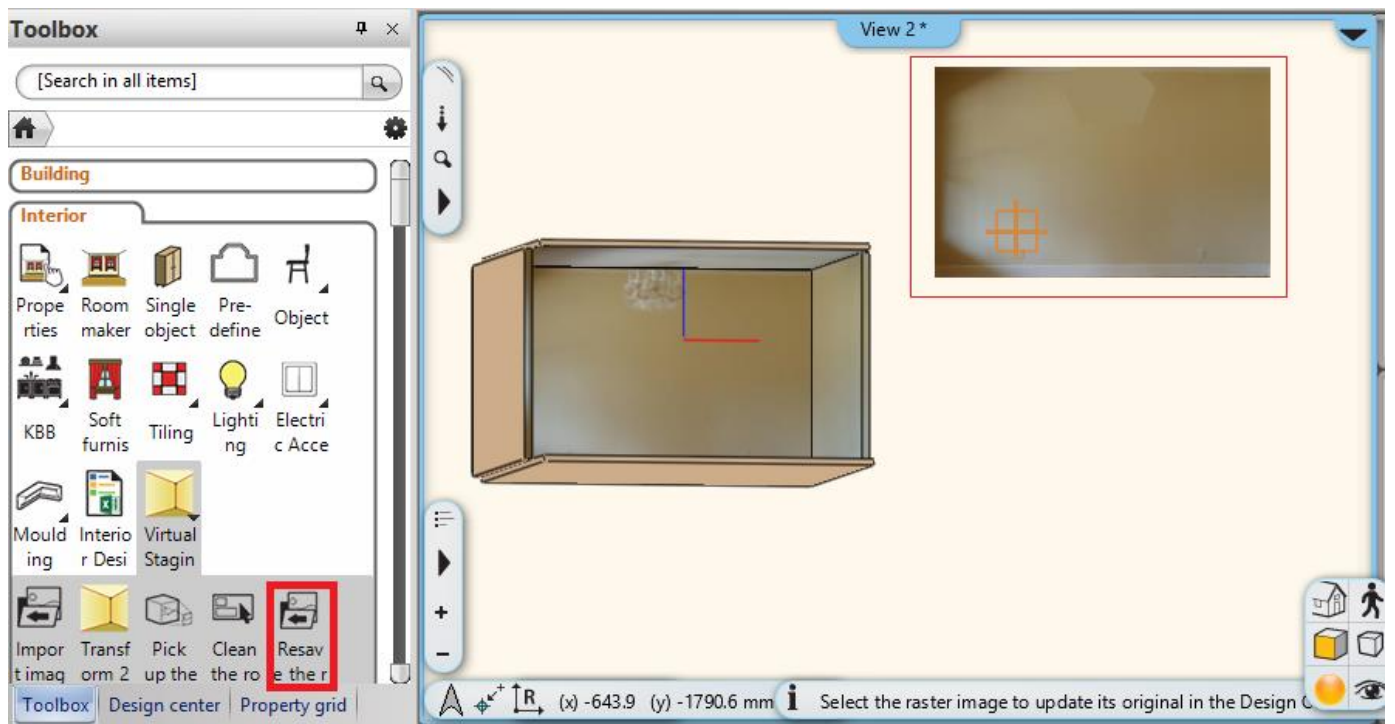 Toolbox
[Search in all items]
Building
Interior
Prope
rties
Room
maker
Single
object
Pre-
define
Object
KBB
Soft
furnis
Tiling
Lighti
ng
Electri
c Acce
Mould
ing
Interio
r Desi
Virtual
Stagin
Impor
t imag
Transf
orm 2
Pick
up the
Clean
the ro
Resav
e the r
Toolbox
Design center
Property grid
View 2 *
R
(x) -643.9 (y) -1790.6 mm
Select the raster image to update its original in the Design